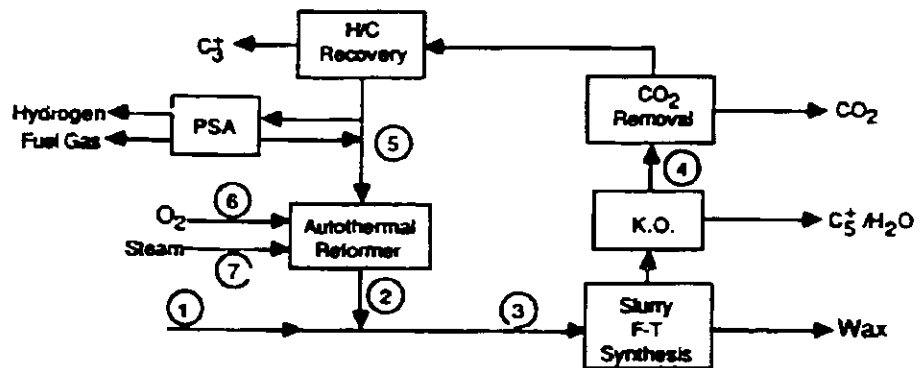 H/C
Recovery
C₃⁺
CO₂
Removal
CO₂
Hydrogen
Fuel Gas
PSA
5
4
O₂
6
Steam
7
Autothermal
Reformer
K.O.
C₅⁺/H₂O
1
2
3
Slurry
F-T
Synthesis
Wax